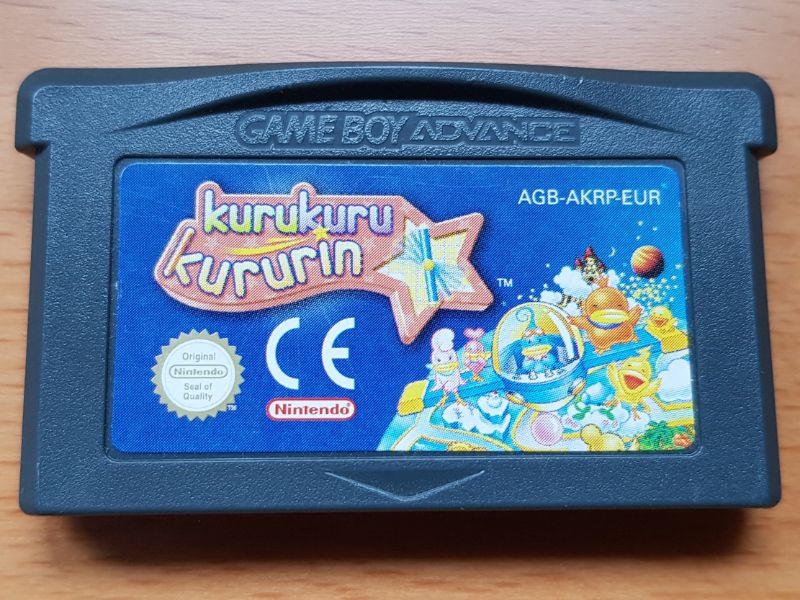 GAME BOY ADVANCE
kurukuru
kururin
TM
AGB-AKRP-EUR
Original
Nintendo
Seal of
Quality
TM
CE
Nintendo